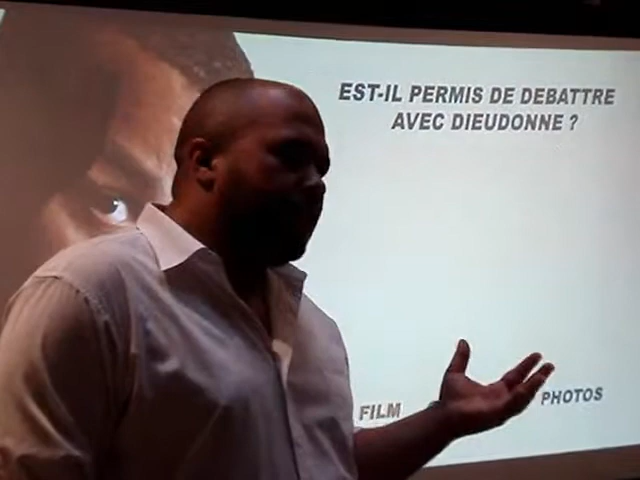 EST-IL PERMIS DE DEBATTRE
AVEC DIEUDONNE ?
FILM
PHOTOS